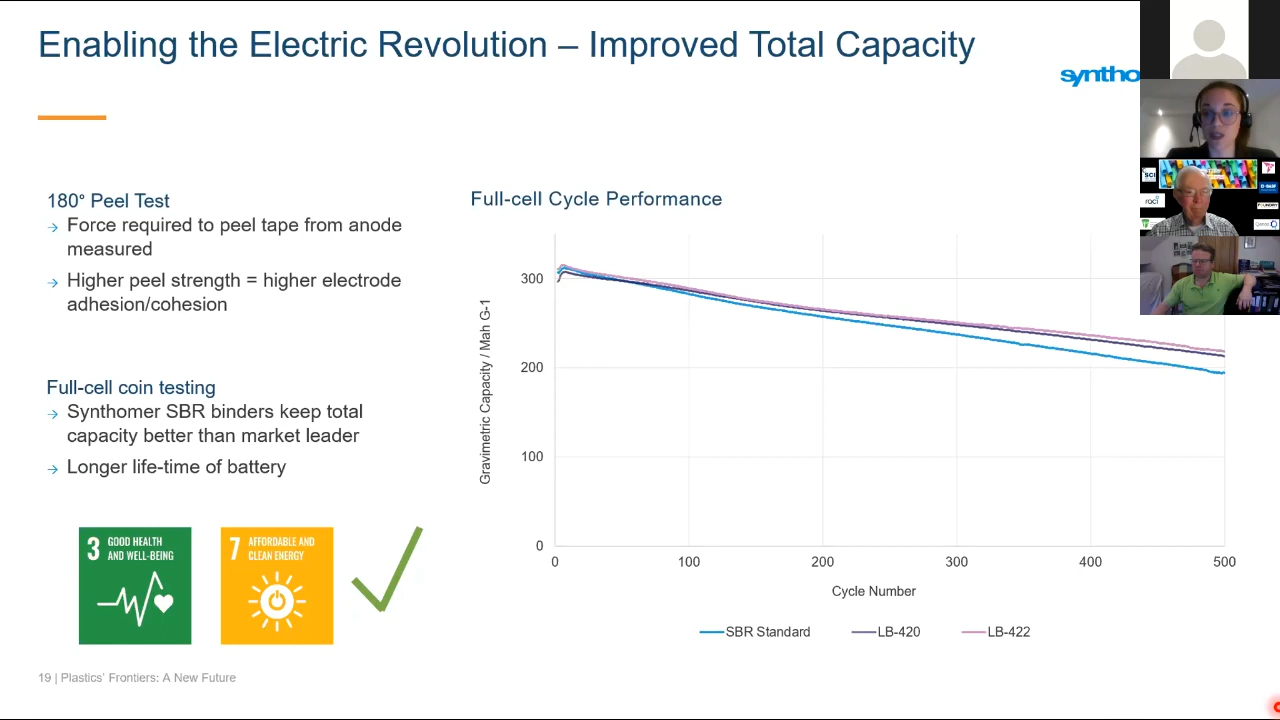 Enabling the Electric Revolution – Improved Total Capacity
syntho
180° Peel Test
→ Force required to peel tape from anode
measured
→ Higher peel strength = higher electrode
adhesion/cohesion
Full-cell coin testing
→ Synthomer SBR binders keep total
capacity better than market leader
→ Longer life-time of battery
3 GOOD HEALTH
AND WELL-BEING
7 AFFORDABLE AND
CLEAN ENERGY
Full-cell Cycle Performance
Gravimetric Capacity / Mah G-1
300
200
100
0
0 100 200 300 400 500
Cycle Number
SBR Standard LB-420 LB-422
19 | Plastics’ Frontiers: A New Future
SCI
raci